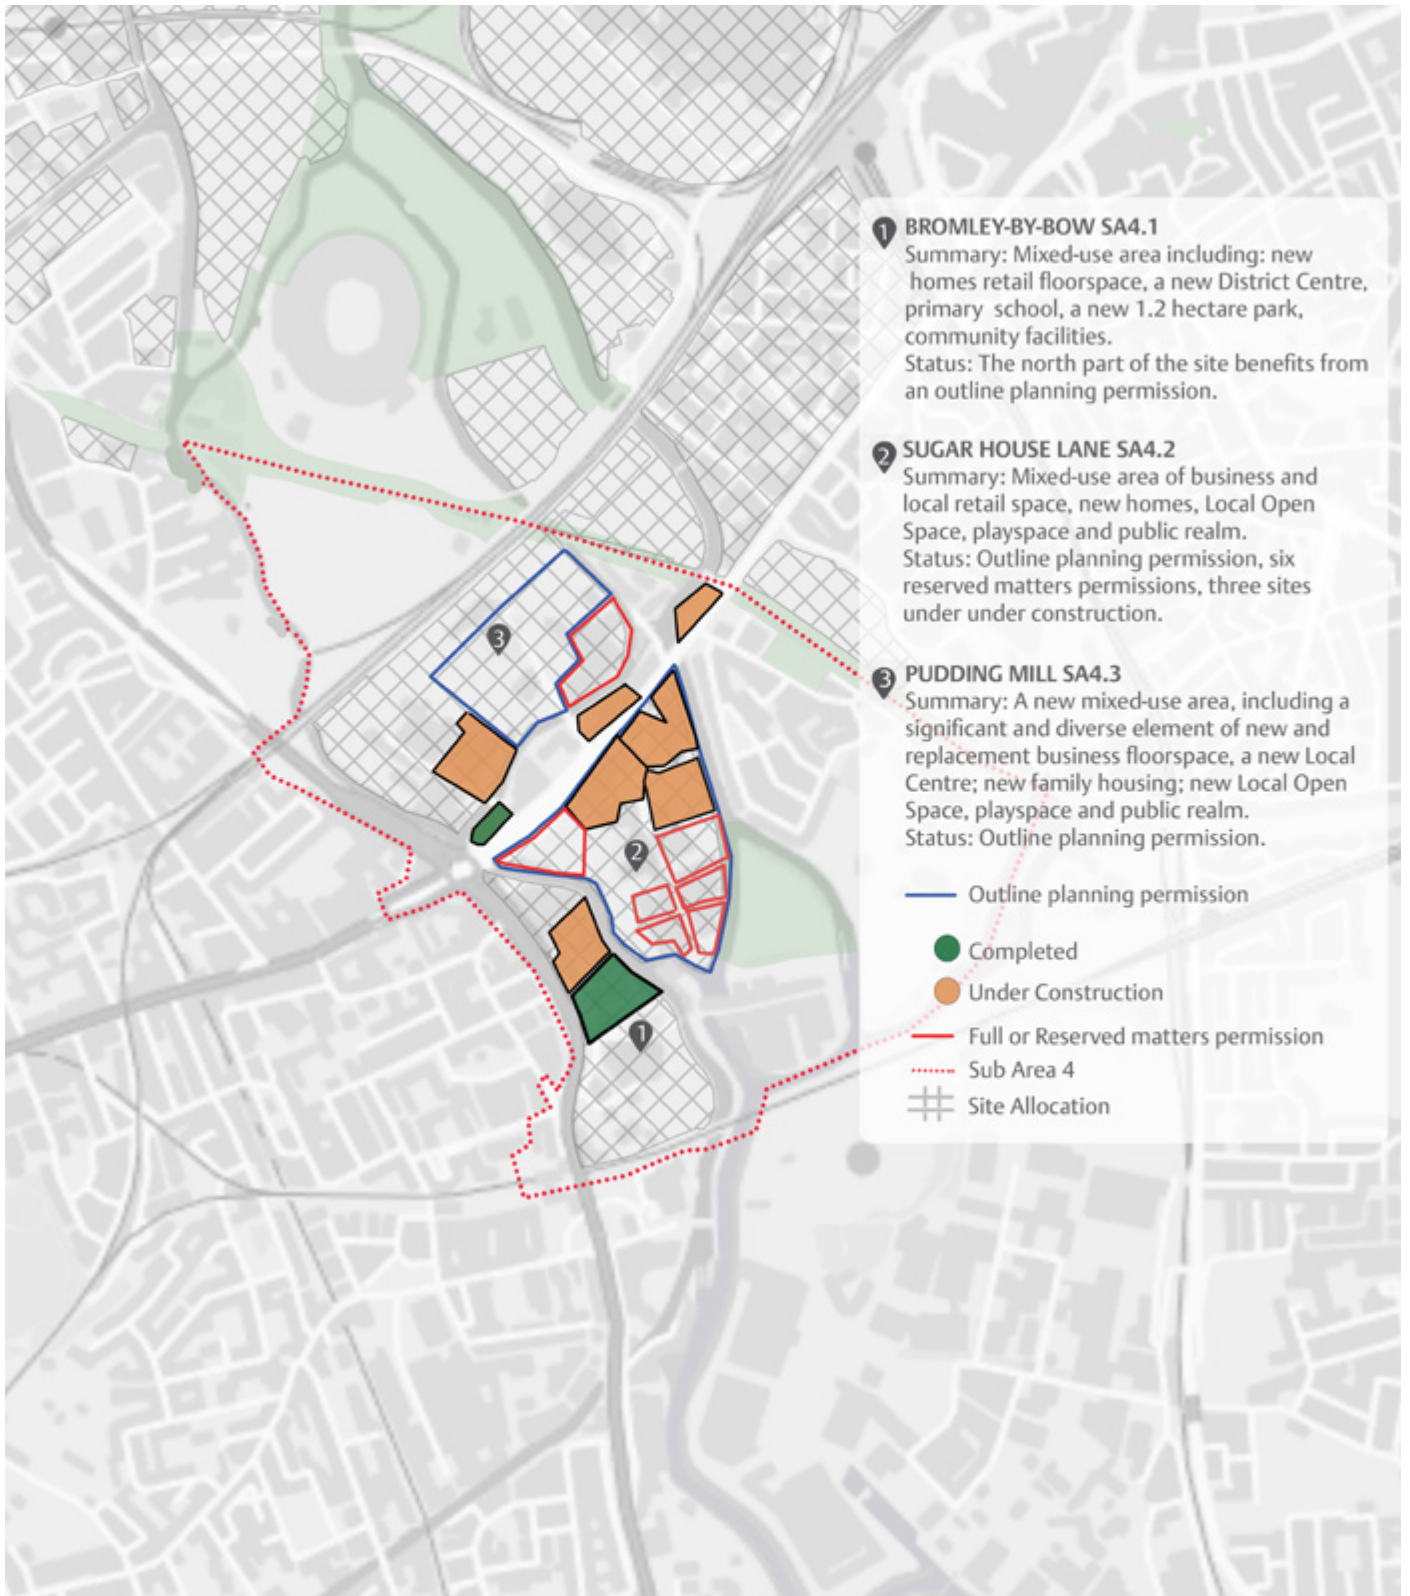 1 BROMLEY-BY-BOW SA4.1
Summary: Mixed-use area including: new
homes retail floorspace, a new District Centre,
primary school, a new 1.2 hectare park,
community facilities.
Status: The north part of the site benefits from
an outline planning permission.
2 SUGAR HOUSE LANE SA4.2
Summary: Mixed-use area of business and
local retail space, new homes, Local Open
Space, playspace and public realm.
Status: Outline planning permission, six
reserved matters permissions, three sites
under under construction.
3 PUDDING MILL SA4.3
Summary: A new mixed-use area, including a
significant and diverse element of new and
replacement business floorspace, a new Local
Centre; new family housing; new Local Open
Space, playspace and public realm.
Status: Outline planning permission.
Outline planning permission
Completed
Under Construction
Full or Reserved matters permission
Sub Area 4
Site Allocation
3
2
1